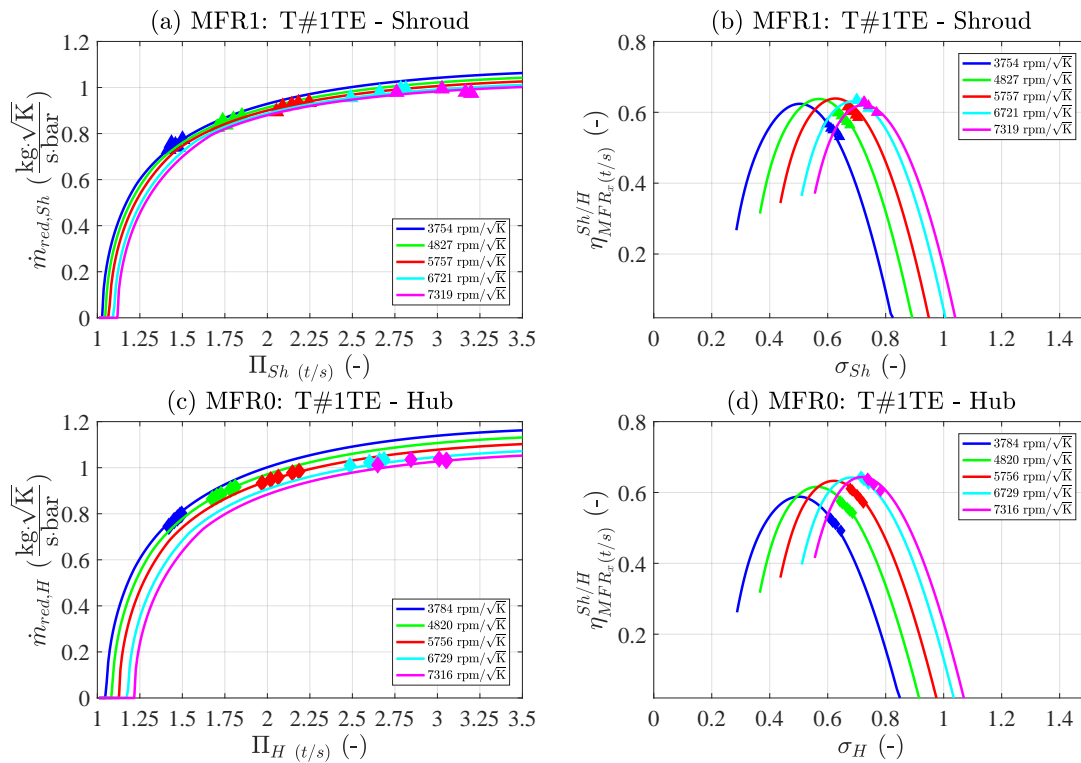 (a) MFR1: T#1TE - Shroud
1.2
1
0.8
0.6
0.4
0.2
0
ṁred,Sh (kg·√K / s·bar)
3754 rpm/√K
4827 rpm/√K
5757 rpm/√K
6721 rpm/√K
7319 rpm/√K
1 1.25 1.5 1.75 2 2.25 2.5 2.75 3 3.25 3.5
ΠSh (t/s) (-)
(b) MFR1: T#1TE - Shroud
0.8
0.6
0.4
0.2
ηMFRx(t/s)^Sh/H (-)
3754 rpm/√K
4827 rpm/√K
5757 rpm/√K
6721 rpm/√K
7319 rpm/√K
0 0.2 0.4 0.6 0.8 1 1.2 1.4
σSh (-)
(c) MFR0: T#1TE - Hub
1.2
1
0.8
0.6
0.4
0.2
0
ṁred,H (kg·√K / s·bar)
3784 rpm/√K
4820 rpm/√K
5756 rpm/√K
6729 rpm/√K
7316 rpm/√K
1 1.25 1.5 1.75 2 2.25 2.5 2.75 3 3.25 3.5
ΠH (t/s) (-)
(d) MFR0: T#1TE - Hub
0.8
0.6
0.4
0.2
ηMFRx(t/s)^Sh/H (-)
3784 rpm/√K
4820 rpm/√K
5756 rpm/√K
6729 rpm/√K
7316 rpm/√K
0 0.2 0.4 0.6 0.8 1 1.2 1.4
σH (-)